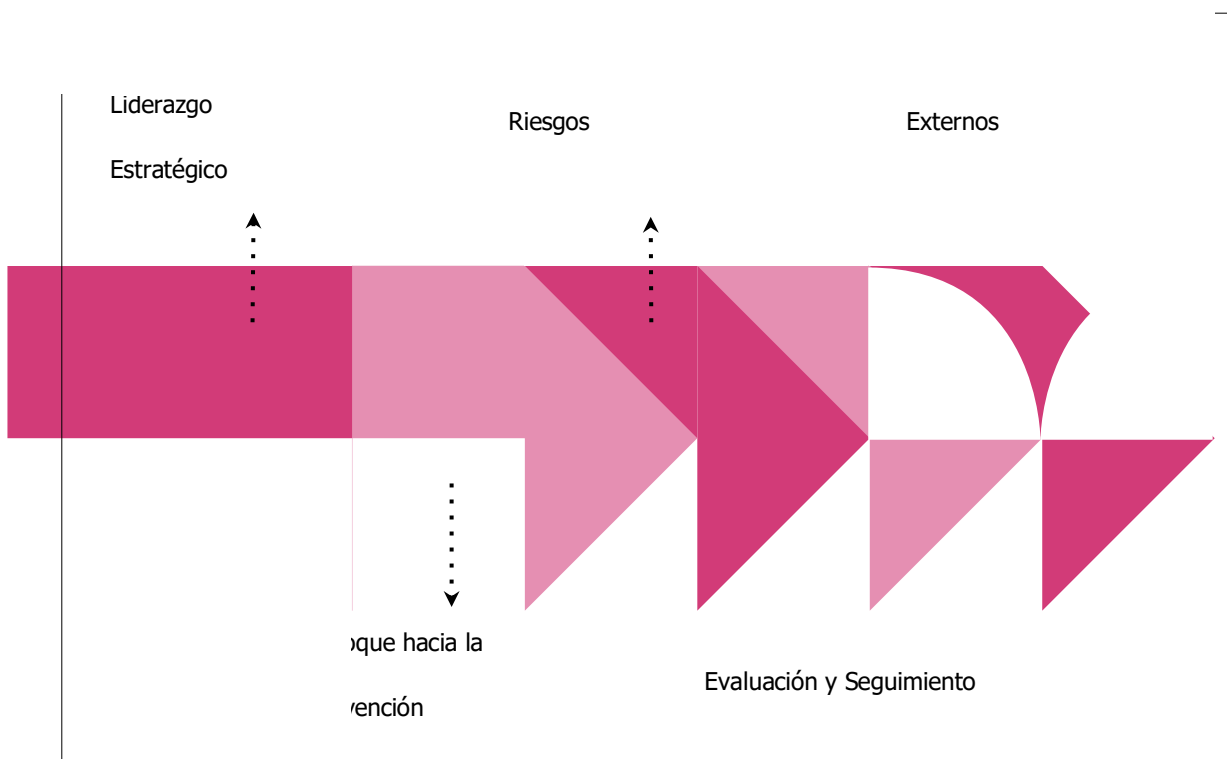 Liderazgo
Estratégico
Riesgos
Externos
hacia la
Evaluación y Seguimiento